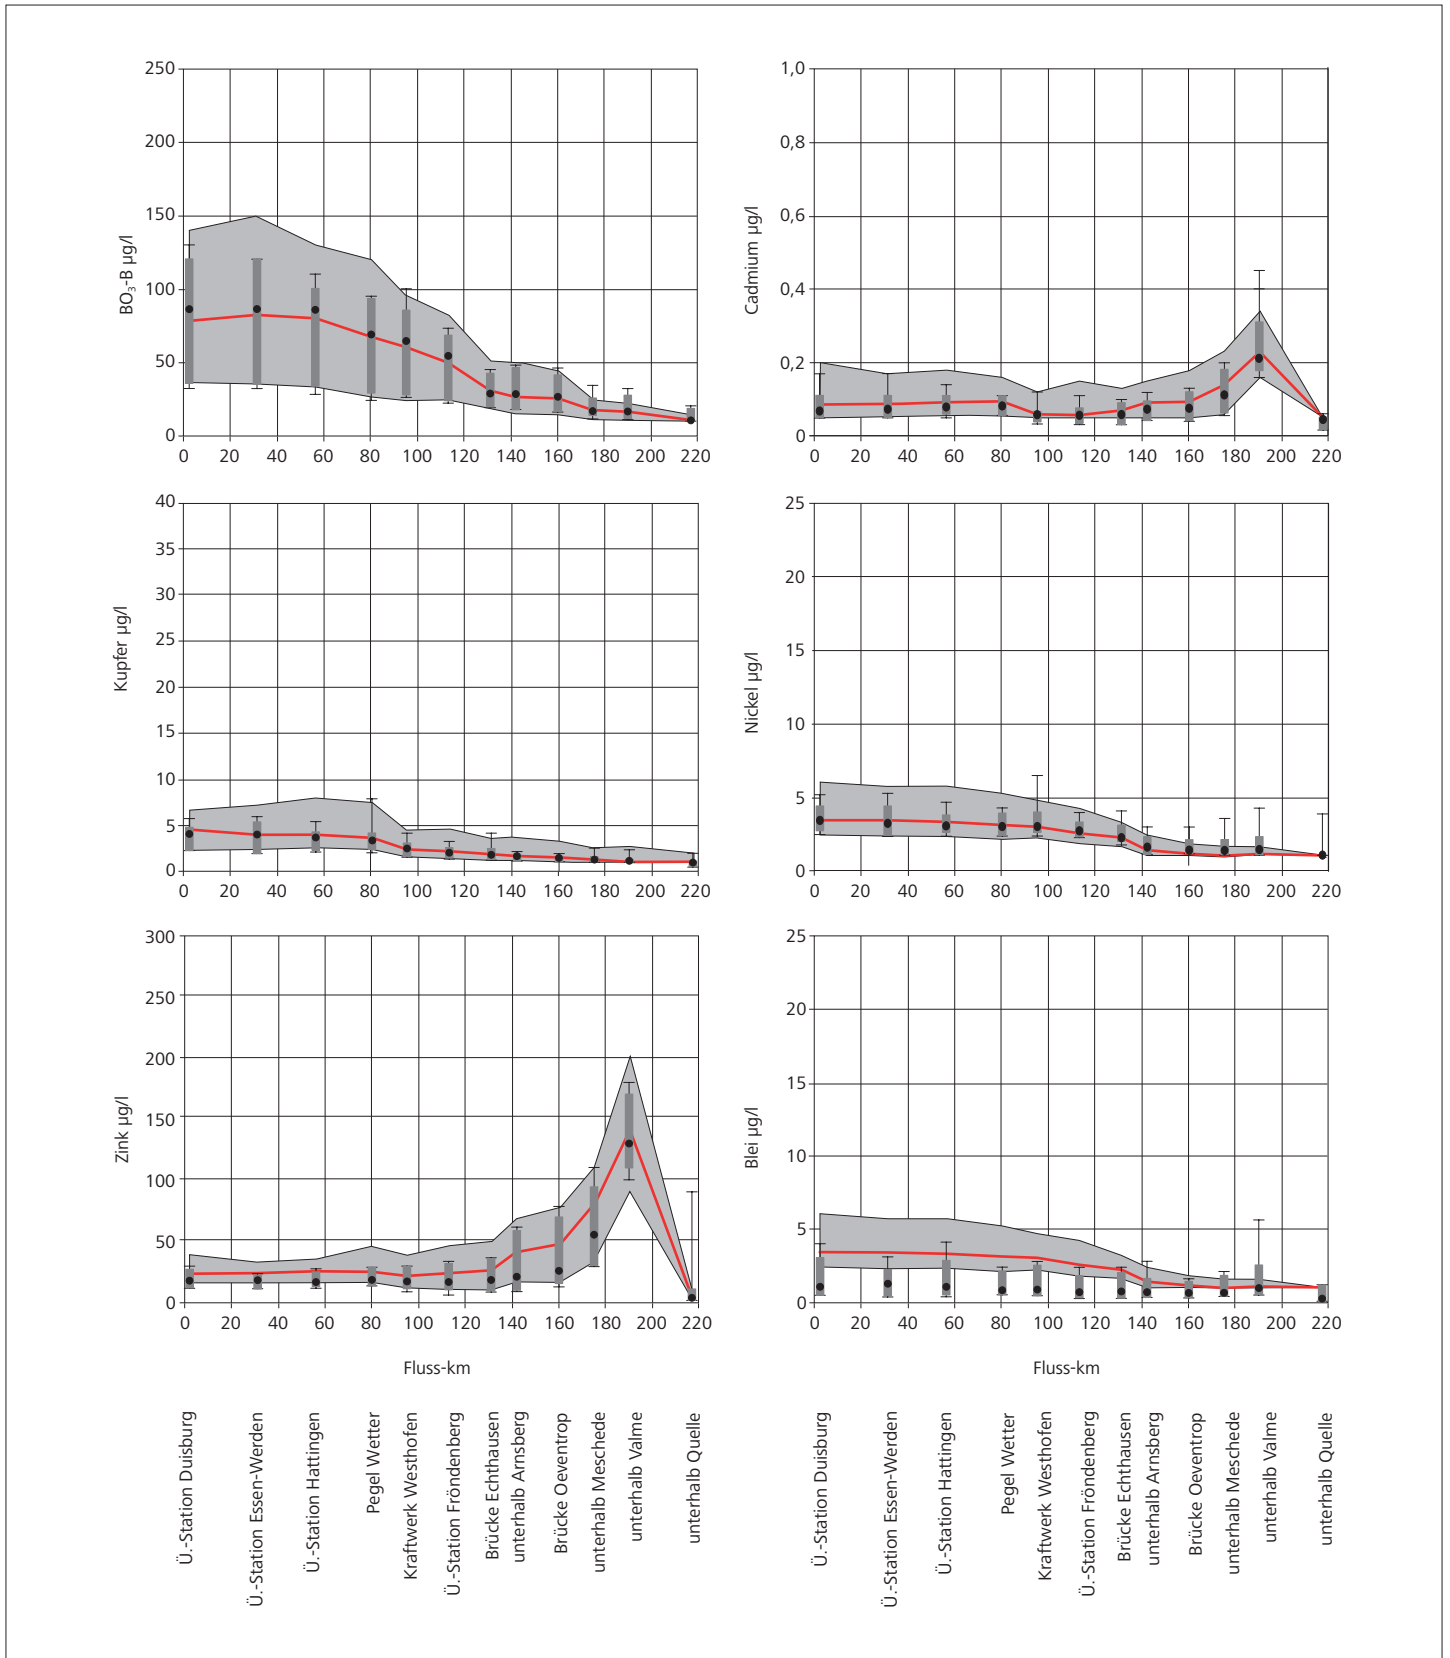 250
200
150
100
50
0
BO₃-B µg/l
0 20 40 60 80 100 120 140 160 180 200 220
1,0
0,8
0,6
0,4
0,2
0
Cadmium µg/l
0 20 40 60 80 100 120 140 160 180 200 220
40
35
30
25
20
15
10
5
0
Kupfer µg/l
0 20 40 60 80 100 120 140 160 180 200 220
25
20
15
10
5
0
Nickel µg/l
0 20 40 60 80 100 120 140 160 180 200 220
300
250
200
150
100
50
0
Zink µg/l
0 20 40 60 80 100 120 140 160 180 200 220
Fluss-km
25
20
15
10
5
0
Blei µg/l
0 20 40 60 80 100 120 140 160 180 200 220
Fluss-km
Ü.-Station Duisburg
Ü.-Station Essen-Werden
Ü.-Station Hattingen
Pegel Wetter
Kraftwerk Westhofen
Ü.-Station Fröndenberg
Brücke Echthausen
unterhalb Arnsberg
Brücke Oeventrop
unterhalb Meschede
unterhalb Valme
unterhalb Quelle
Ü.-Station Duisburg
Ü.-Station Essen-Werden
Ü.-Station Hattingen
Pegel Wetter
Kraftwerk Westhofen
Ü.-Station Fröndenberg
Brücke Echthausen
unterhalb Arnsberg
Brücke Oeventrop
unterhalb Meschede
unterhalb Valme
unterhalb Quelle